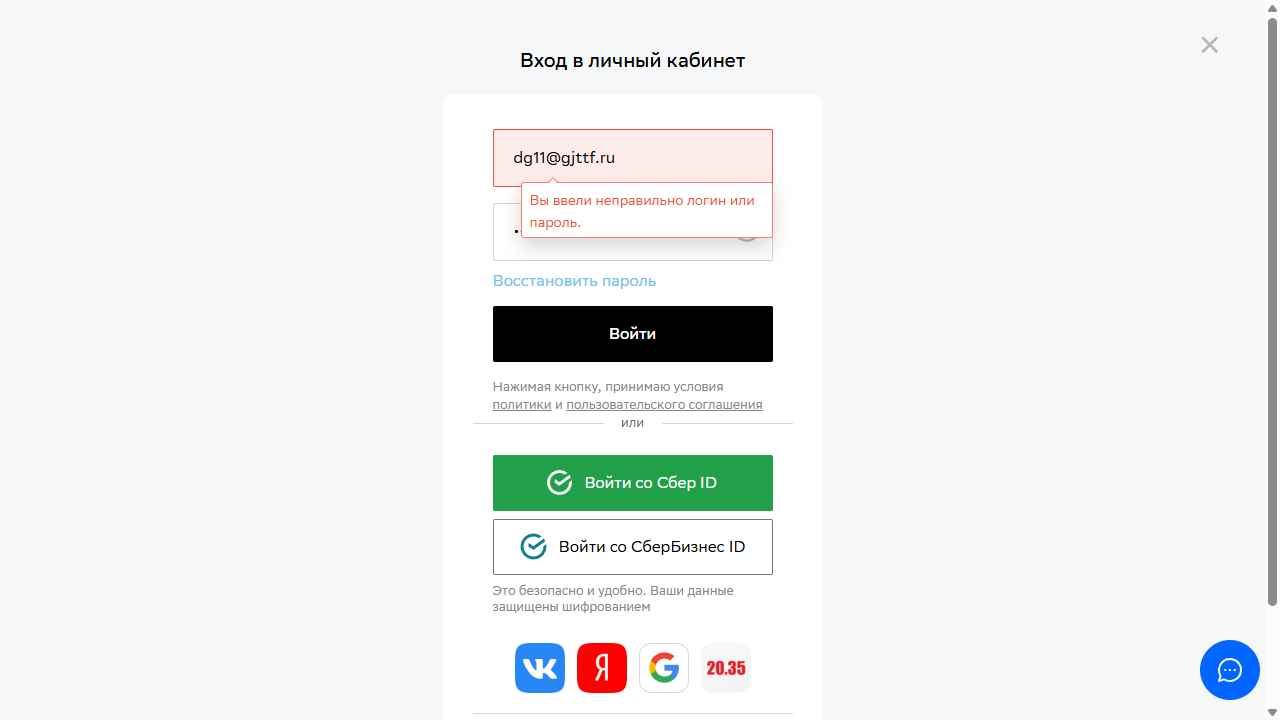 Вход в личный кабинет
dg11@gjttf.ru
Вы ввели неправильно логин или
пароль.
Восстановить пароль
Войти
Нажимая кнопку, принимаю условия
политики и пользовательского соглашения
или
Войти со Сбер ID
Войти со СберБизнес ID
Это безопасно и удобно. Ваши данные
защищены шифрованием
Я
G
20.35